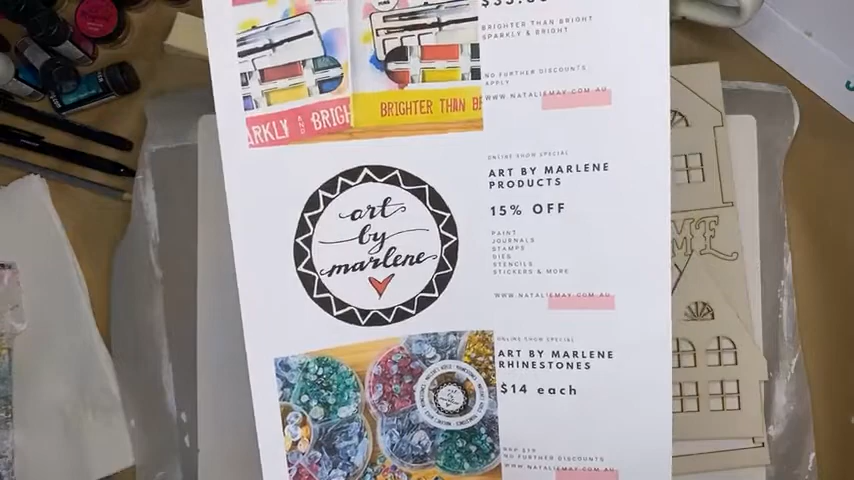 BRIGHTER THAN BRIGHT
SPARKLY & BRIGHT
NO FURTHER DISCOUNTS
APPLY
WWW.NATALIEMAY.COM.AU
ARKLY AND BRIGH
BRIGHTER THAN B
art
by
marlene
ONLINE SHOW SPECIAL
ART BY MARLENE
PRODUCTS
15% OFF
PAINT
JOURNALS
STAMPS
DIES
STENCILS
STICKERS & MORE
WWW.NATALIEMAY.COM.AU
ONLINE SHOW SPECIAL
ART BY MARLENE
RHINESTONES
$14 each
NO FURTHER DISCOUNTS
WWW.NATALIEMAY.COM.AU
ME